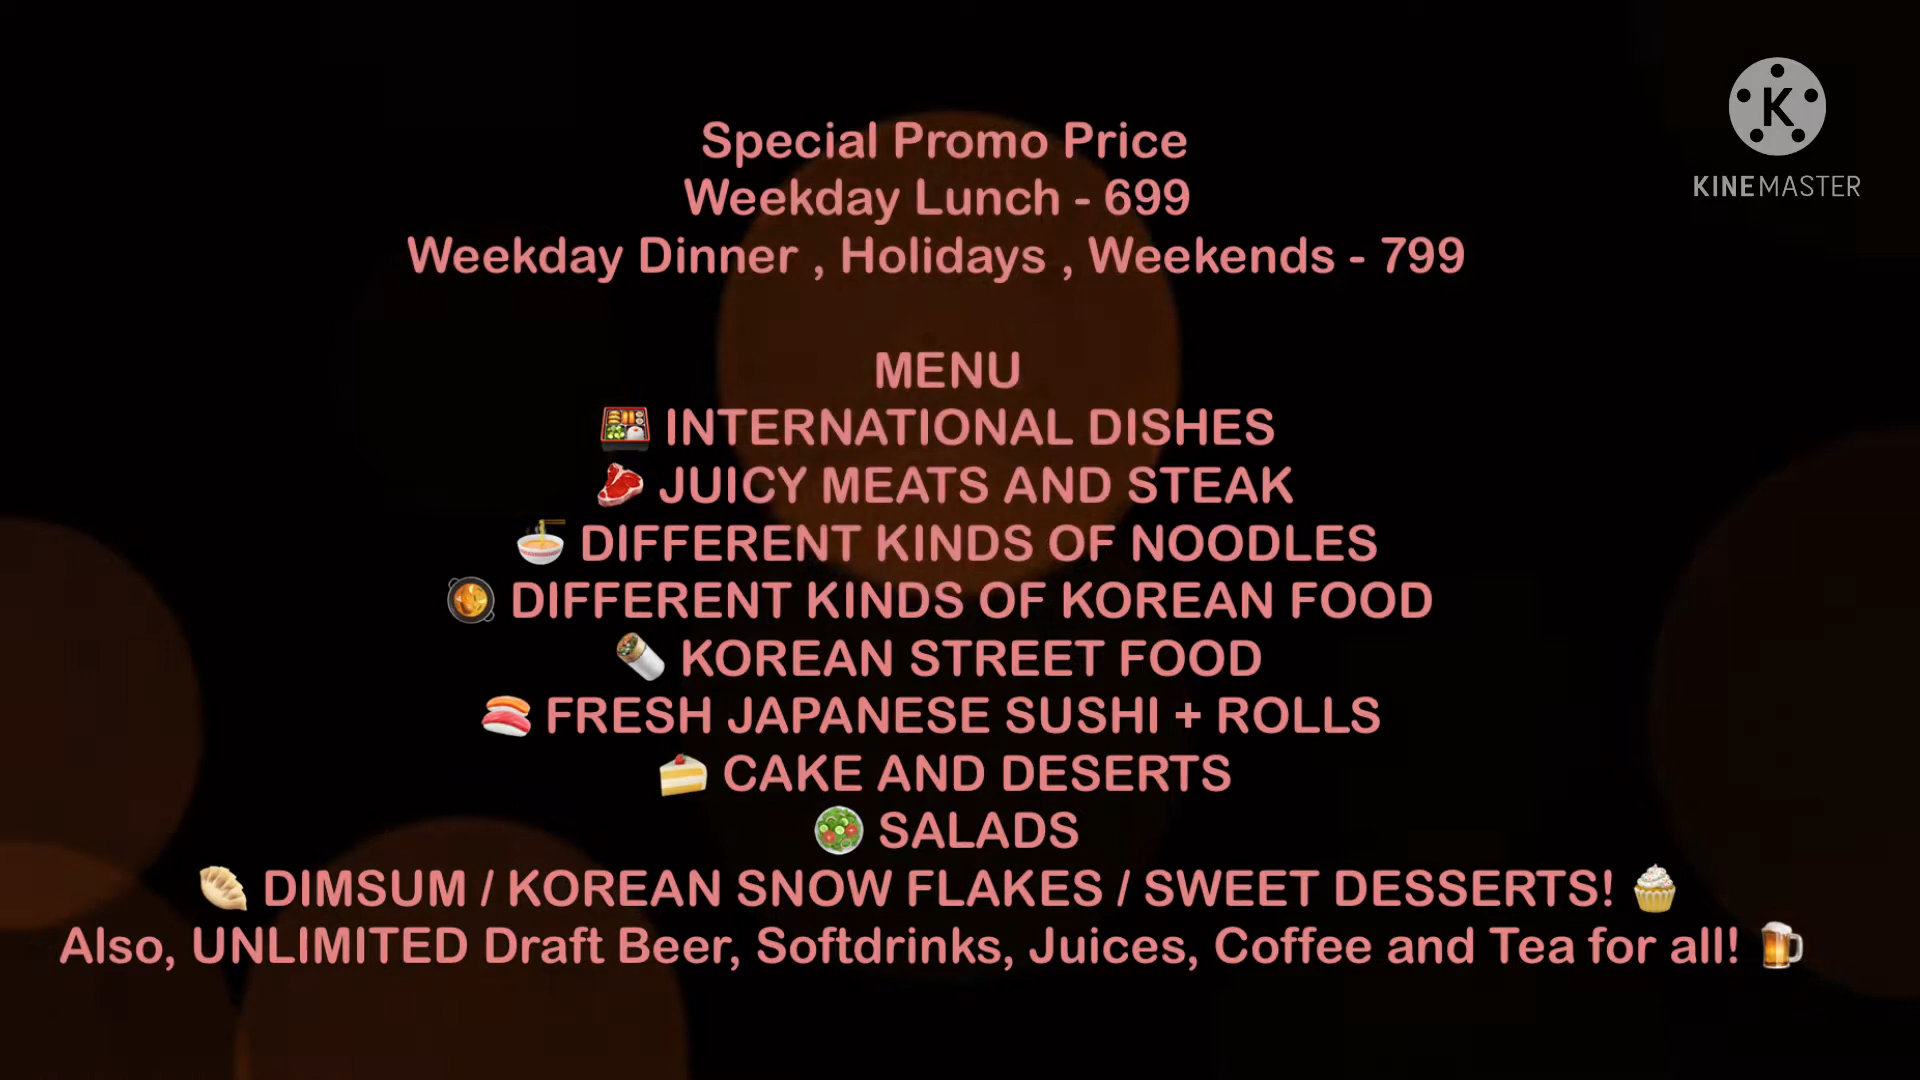 Special Promo Price
Weekday Lunch - 699
Weekday Dinner , Holidays , Weekends - 799
MENU
🍱 INTERNATIONAL DISHES
🥩 JUICY MEATS AND STEAK
🍜 DIFFERENT KINDS OF NOODLES
🥘 DIFFERENT KINDS OF KOREAN FOOD
🌯 KOREAN STREET FOOD
🍣 FRESH JAPANESE SUSHI + ROLLS
🍰 CAKE AND DESERTS
🥗 SALADS
🥟 DIMSUM / KOREAN SNOW FLAKES / SWEET DESSERTS! 🧁
Also, UNLIMITED Draft Beer, Softdrinks, Juices, Coffee and Tea for all! 🍺
K
KINEMASTER